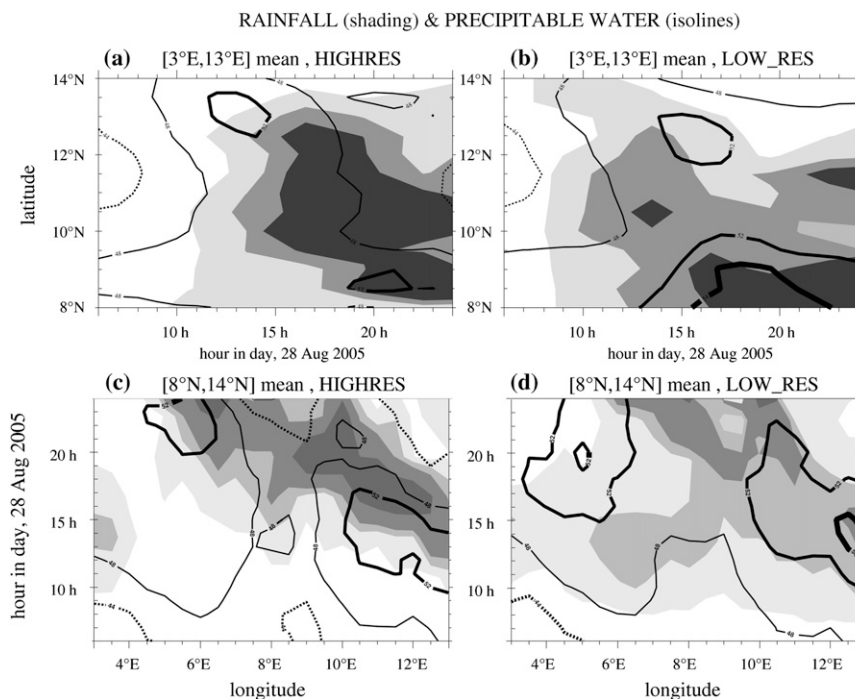 RAINFALL (shading) & PRECIPITABLE WATER (isolines)
(a) [3°E,13°E] mean , HIGHRES
(b) [3°E,13°E] mean , LOW_RES
14°N
12°N
10°N
8°N
latitude
14°N
12°N
10°N
8°N
10 h 15 h 20 h
hour in day, 28 Aug 2005
10 h 15 h 20 h
hour in day, 28 Aug 2005
(c) [8°N,14°N] mean , HIGHRES
(d) [8°N,14°N] mean , LOW_RES
20 h
15 h
10 h
hour in day, 28 Aug 2005
20 h
15 h
10 h
4°E 6°E 8°E 10°E 12°E
longitude
4°E 6°E 8°E 10°E 12°E
longitude